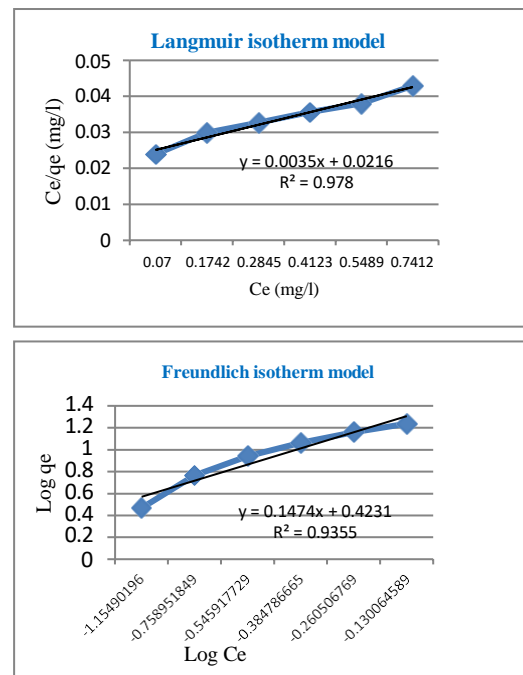 Langmuir isotherm model
0.05
0.04
0.03
0.02
0.01
0
Ce/qe (mg/l)
y = 0.0035x + 0.0216
R² = 0.978
0.07 0.1742 0.2845 0.4123 0.5489 0.7412
Ce (mg/l)
Freundlich isotherm model
1.4
1.2
1
0.8
0.6
0.4
0.2
0
Log qe
y = 0.1474x + 0.4231
R² = 0.9355
-1.15490196 -0.758951849 -0.545917729 -0.384786665 -0.260506769 -0.130064589
Log Ce